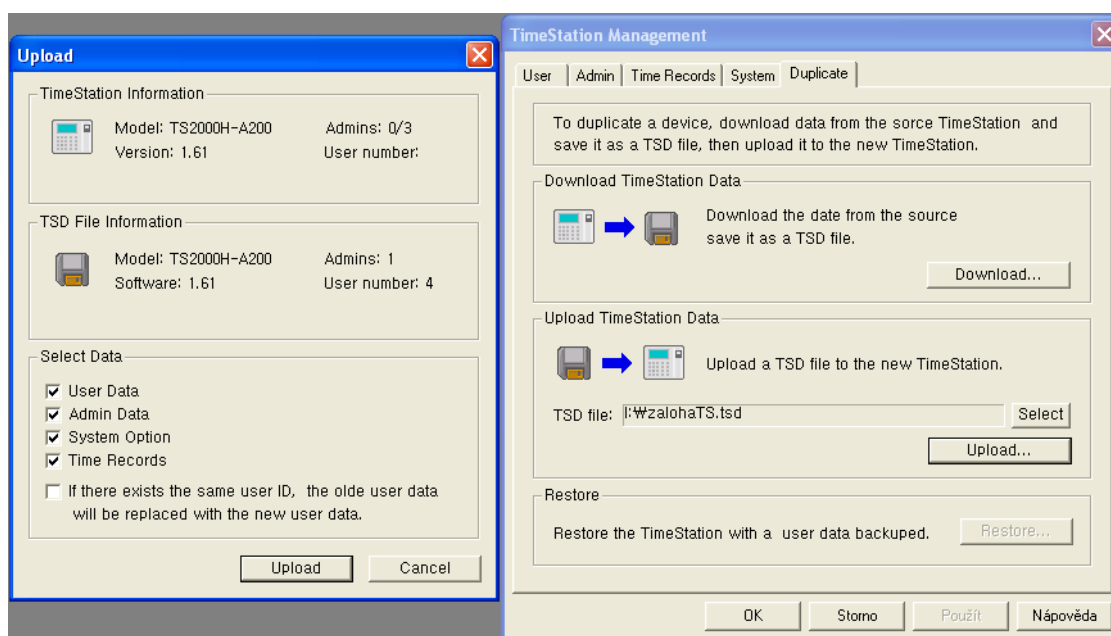 Upload
TimeStation Information
Model: TS2000H-A200
Admins: 0/3
Version: 1.61
User number:
TSD File Information
Model: TS2000H-A200
Admins: 1
Software: 1.61
User number: 4
Select Data
User Data
Admin Data
System Option
Time Records
If there exists the same user ID, the olde user data
will be replaced with the new user data.
Upload
Cancel
TimeStation Management
User
Admin
Time Records
System
Duplicate
To duplicate a device, download data from the sorce TimeStation and
save it as a TSD file, then upload it to the new TimeStation.
Download TimeStation Data
Download the date from the source
save it as a TSD file.
Download...
Upload TimeStation Data
Upload a TSD file to the new TimeStation.
TSD file: I:₩zalohaTS.tsd
Select
Upload...
Restore
Restore the TimeStation with a user data backuped.
Restore...
OK
Storno
Použít
Nápověda